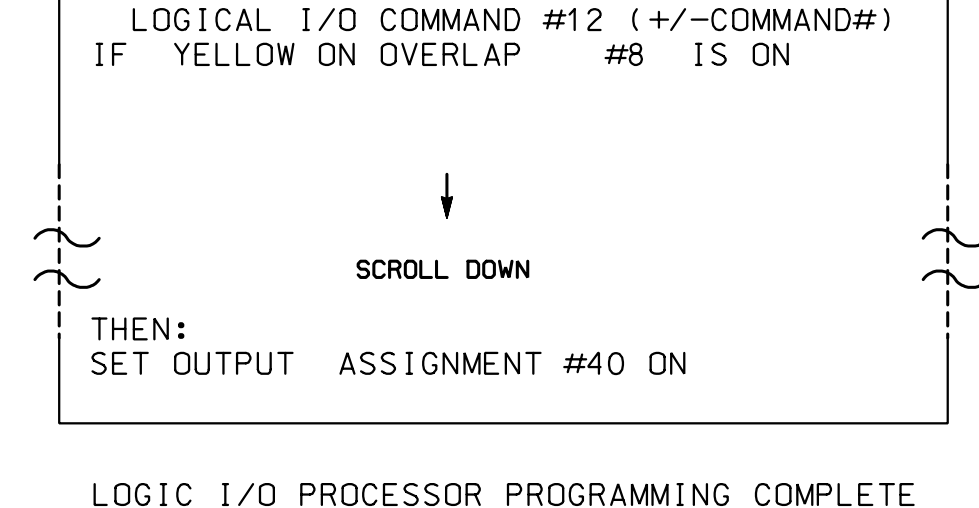 LOGICAL I/O COMMAND #12 (+/-COMMAND#)
IF YELLOW ON OVERLAP #8 IS ON
SCROLL DOWN
THEN:
SET OUTPUT ASSIGNMENT #40 ON
LOGIC I/O PROCESSOR PROGRAMMING COMPLETE